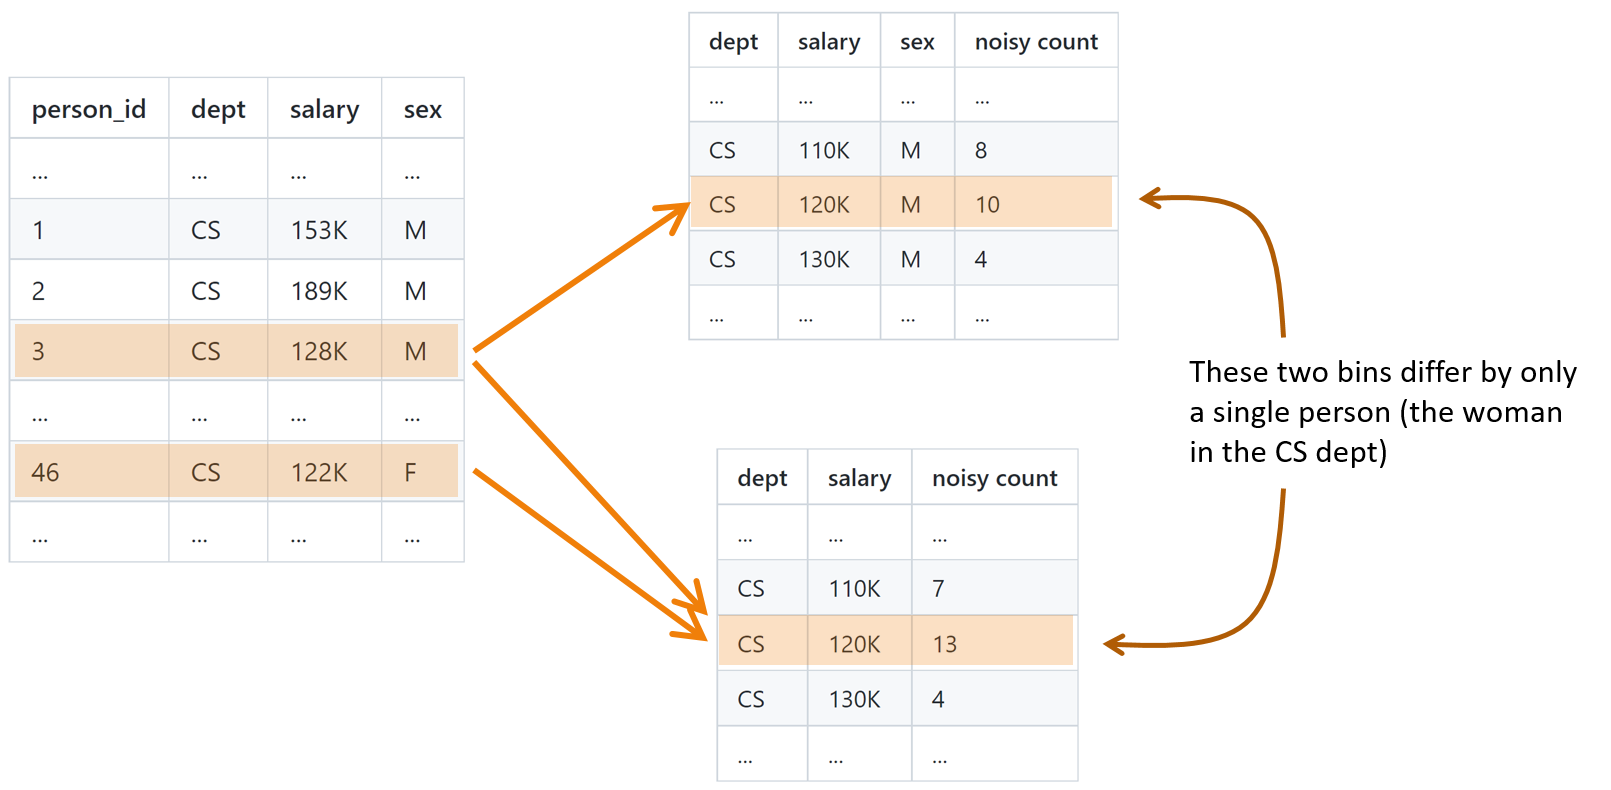 person_id dept salary sex
... ... ... ...
1 CS 153K M
2 CS 189K M
3 CS 128K M
... ... ... ...
46 CS 122K F
... ... ... ...
dept salary sex noisy count
... ... ... ...
CS 110K M 8
CS 120K M 10
CS 130K M 4
... ... ... ...
dept salary noisy count
... ... ...
CS 110K 7
CS 120K 13
CS 130K 4
... ... ...
These two bins differ by only
a single person (the woman
in the CS dept)